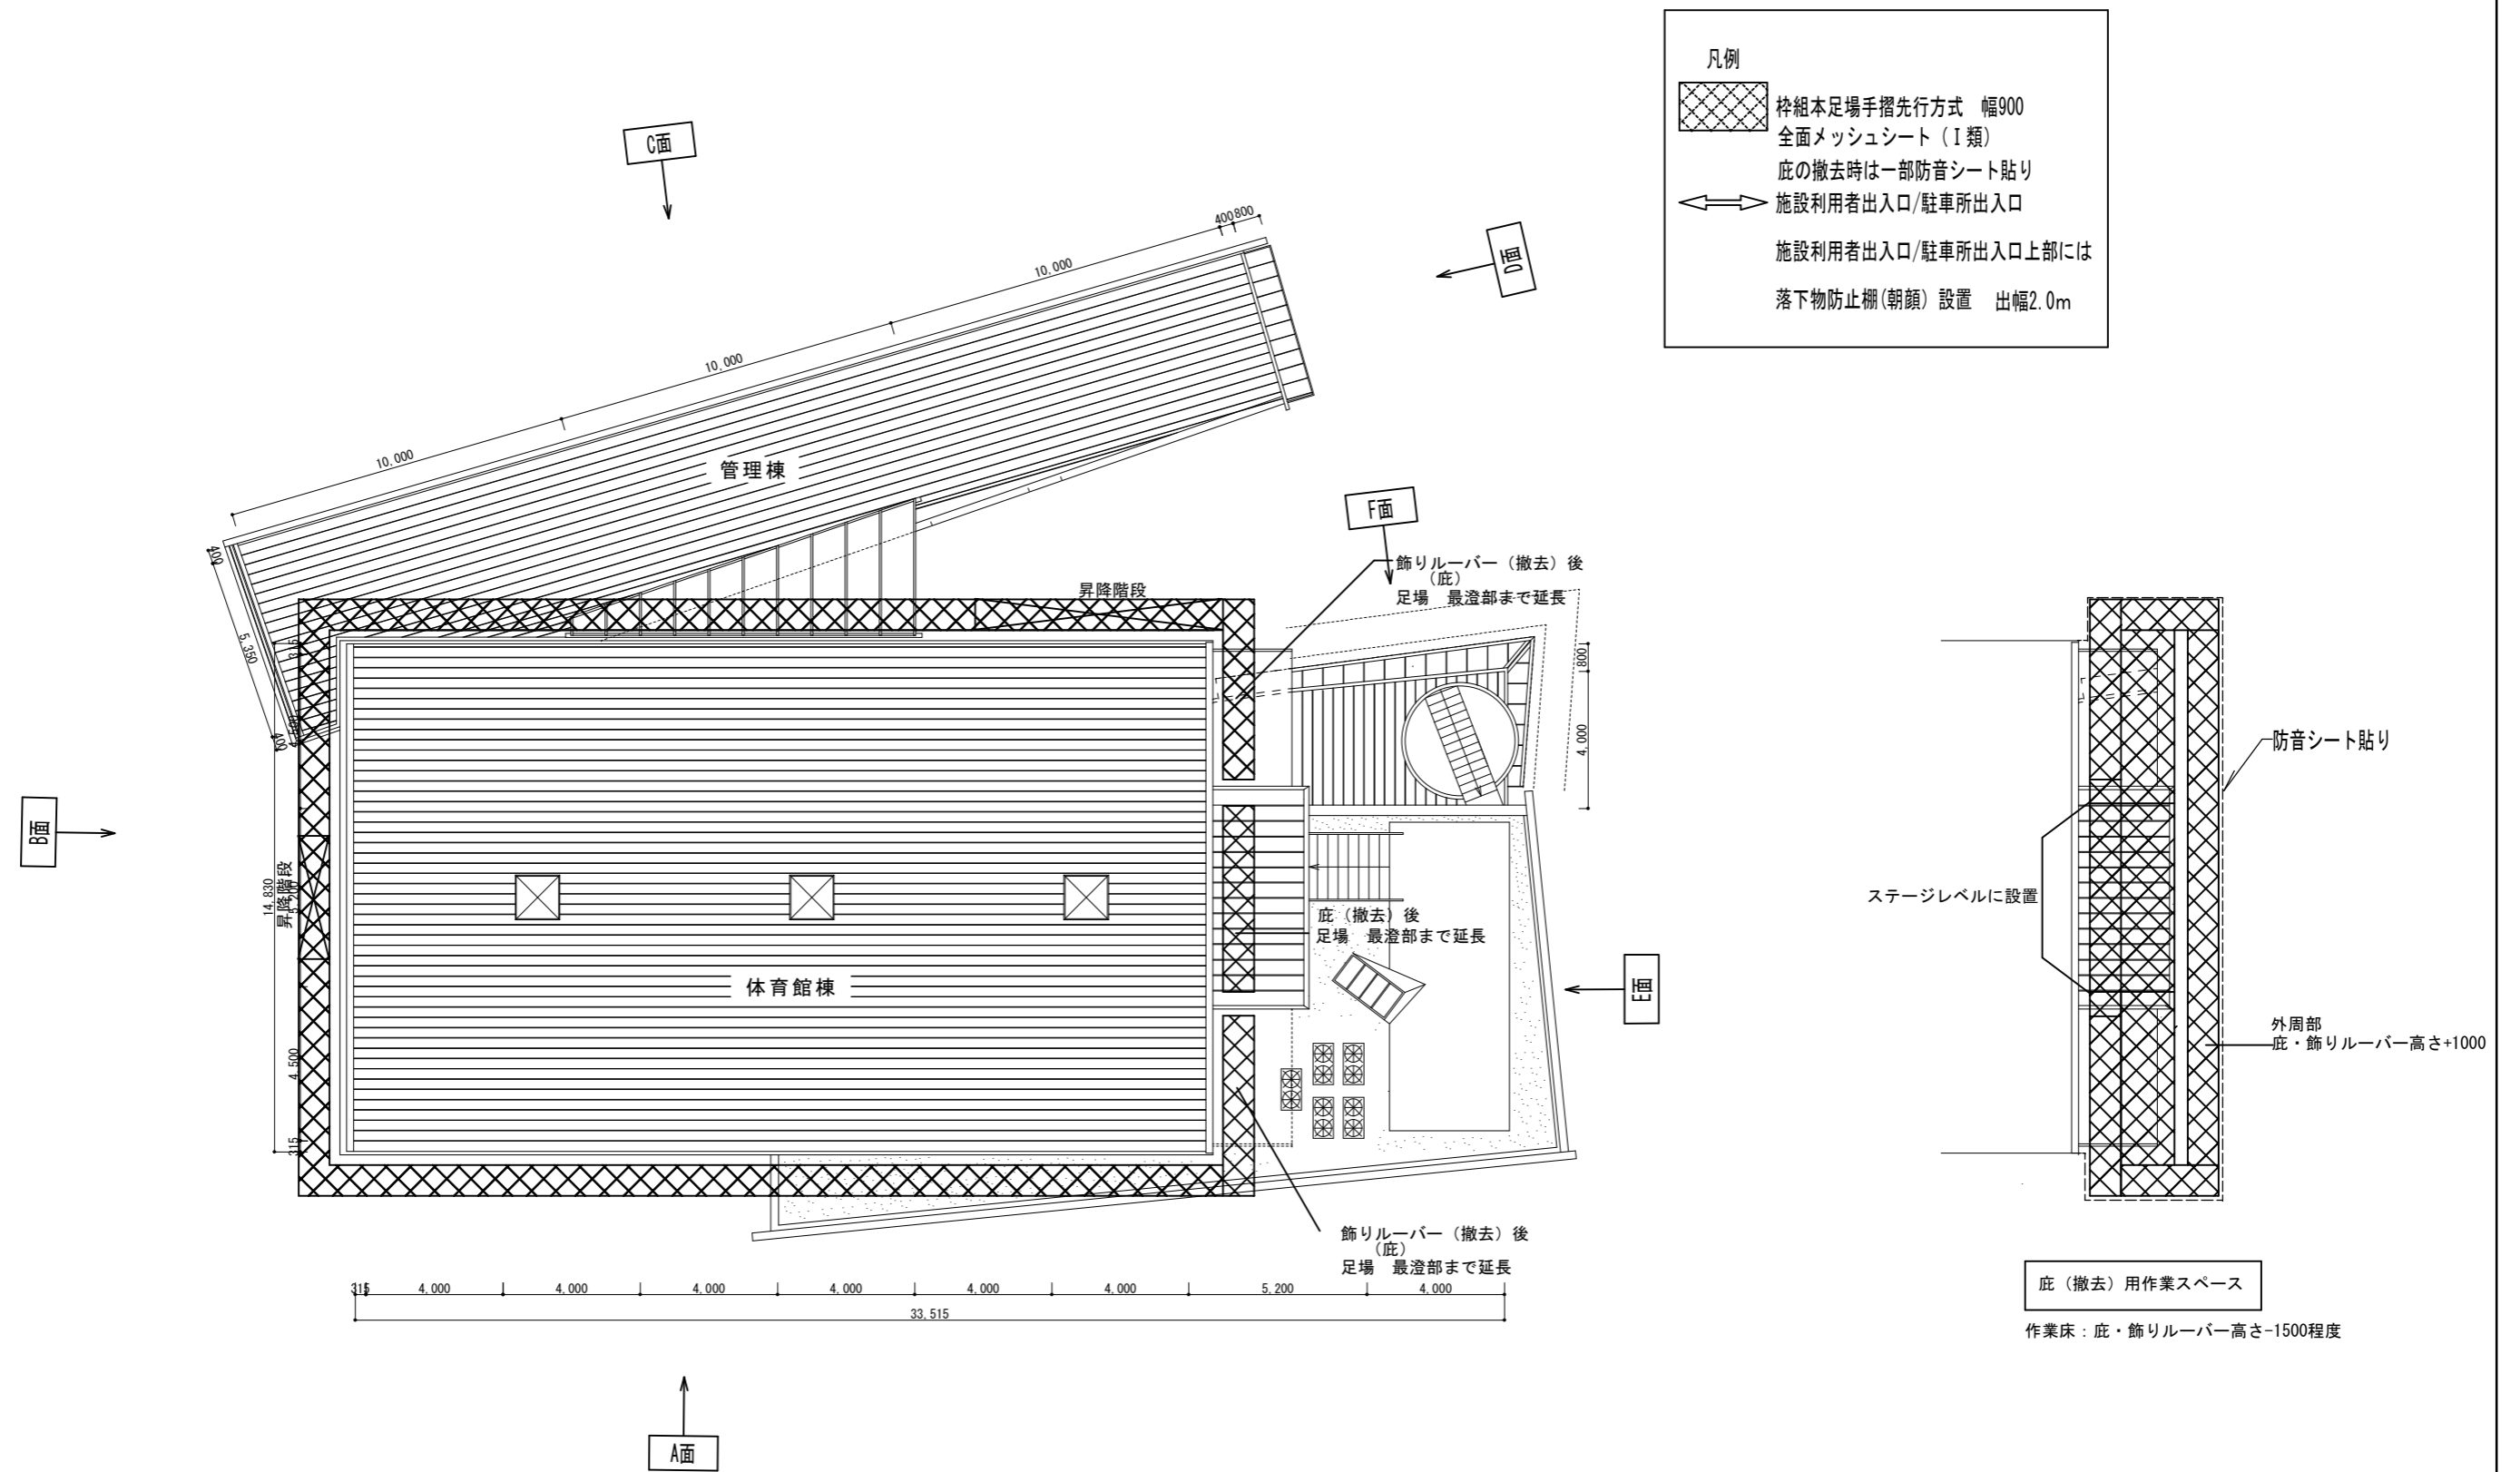 凡例
枠組本足場手摺先行方式　幅900
全面メッシュシート（Ⅰ類）
庇の撤去時は一部防音シート貼り
施設利用者出入口/駐車所出入口
施設利用者出入口/駐車所出入口上部には
落下物防止棚(朝顔）設置　出幅2.0m
C面
D面
400
800
10,000
10,000
10,000
管理棟
F面
飾りルーバー（撤去）後
（庇）
足場　最澄部まで延長
昇降階段
400
5,350
400
315
4,500
5,200
4,500
315
14,830
昇降階段
B面
800
4,000
防音シート貼り
ステージレベルに設置
庇（撤去）後
足場　最澄部まで延長
体育館棟
E面
外周部
庇・飾りルーバー高さ+1000
飾りルーバー（撤去）後
（庇）
足場　最澄部まで延長
庇（撤去）用作業スペース
作業床：庇・飾りルーバー高さ-1500程度
315
4,000
4,000
4,000
4,000
4,000
4,000
5,200
4,000
33,515
A面